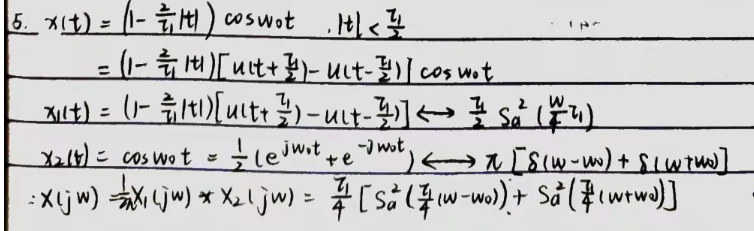 5. x(t) = (1 - 2/τ₁ |t|) cosw₀t , |t| < τ₁/2
= (1 - 2/τ₁ |t|)[u(t+τ₁/2) - u(t-τ₁/2)] cosw₀t
x₁(t) = (1 - 2/τ₁ |t|)[u(t+τ₁/2) - u(t-τ₁/2)] ⟷ τ₁/2 Sa²(w/4 τ₁)
x₂(t) = cosw₀t = 1/2 (e^{jw₀t} + e^{-jw₀t}) ⟷ π [δ(w-w₀) + δ(w+w₀)]
∴ X(jw) = 1/2π X₁(jw) * X₂(jw) = τ₁/4 [Sa²(τ₁/4 (w-w₀)) + Sa²(τ₁/4 (w+w₀))]